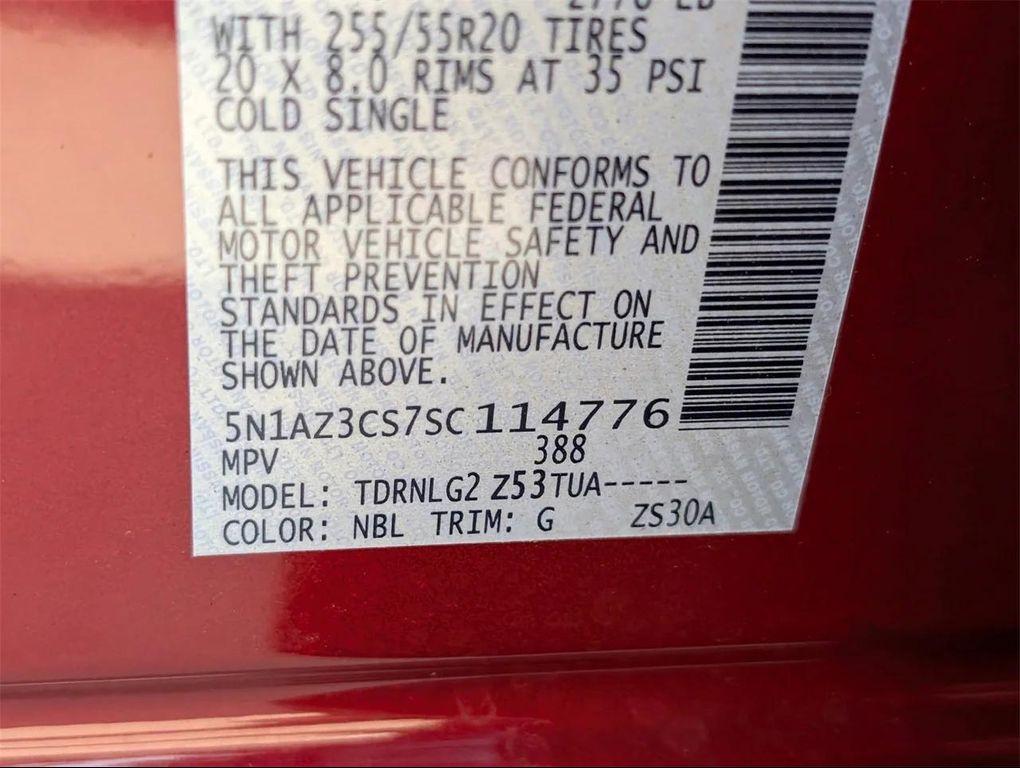 WITH 255/55R20 TIRES
20 X 8.0 RIMS AT 35 PSI
COLD SINGLE
THIS VEHICLE CONFORMS TO
ALL APPLICABLE FEDERAL
MOTOR VEHICLE SAFETY AND
THEFT PREVENTION
STANDARDS IN EFFECT ON
THE DATE OF MANUFACTURE
SHOWN ABOVE.
5N1AZ3CS7SC114776
MPV 388
MODEL: TDRNLG2 Z53TUA-----
COLOR: NBL TRIM: G ZS30A